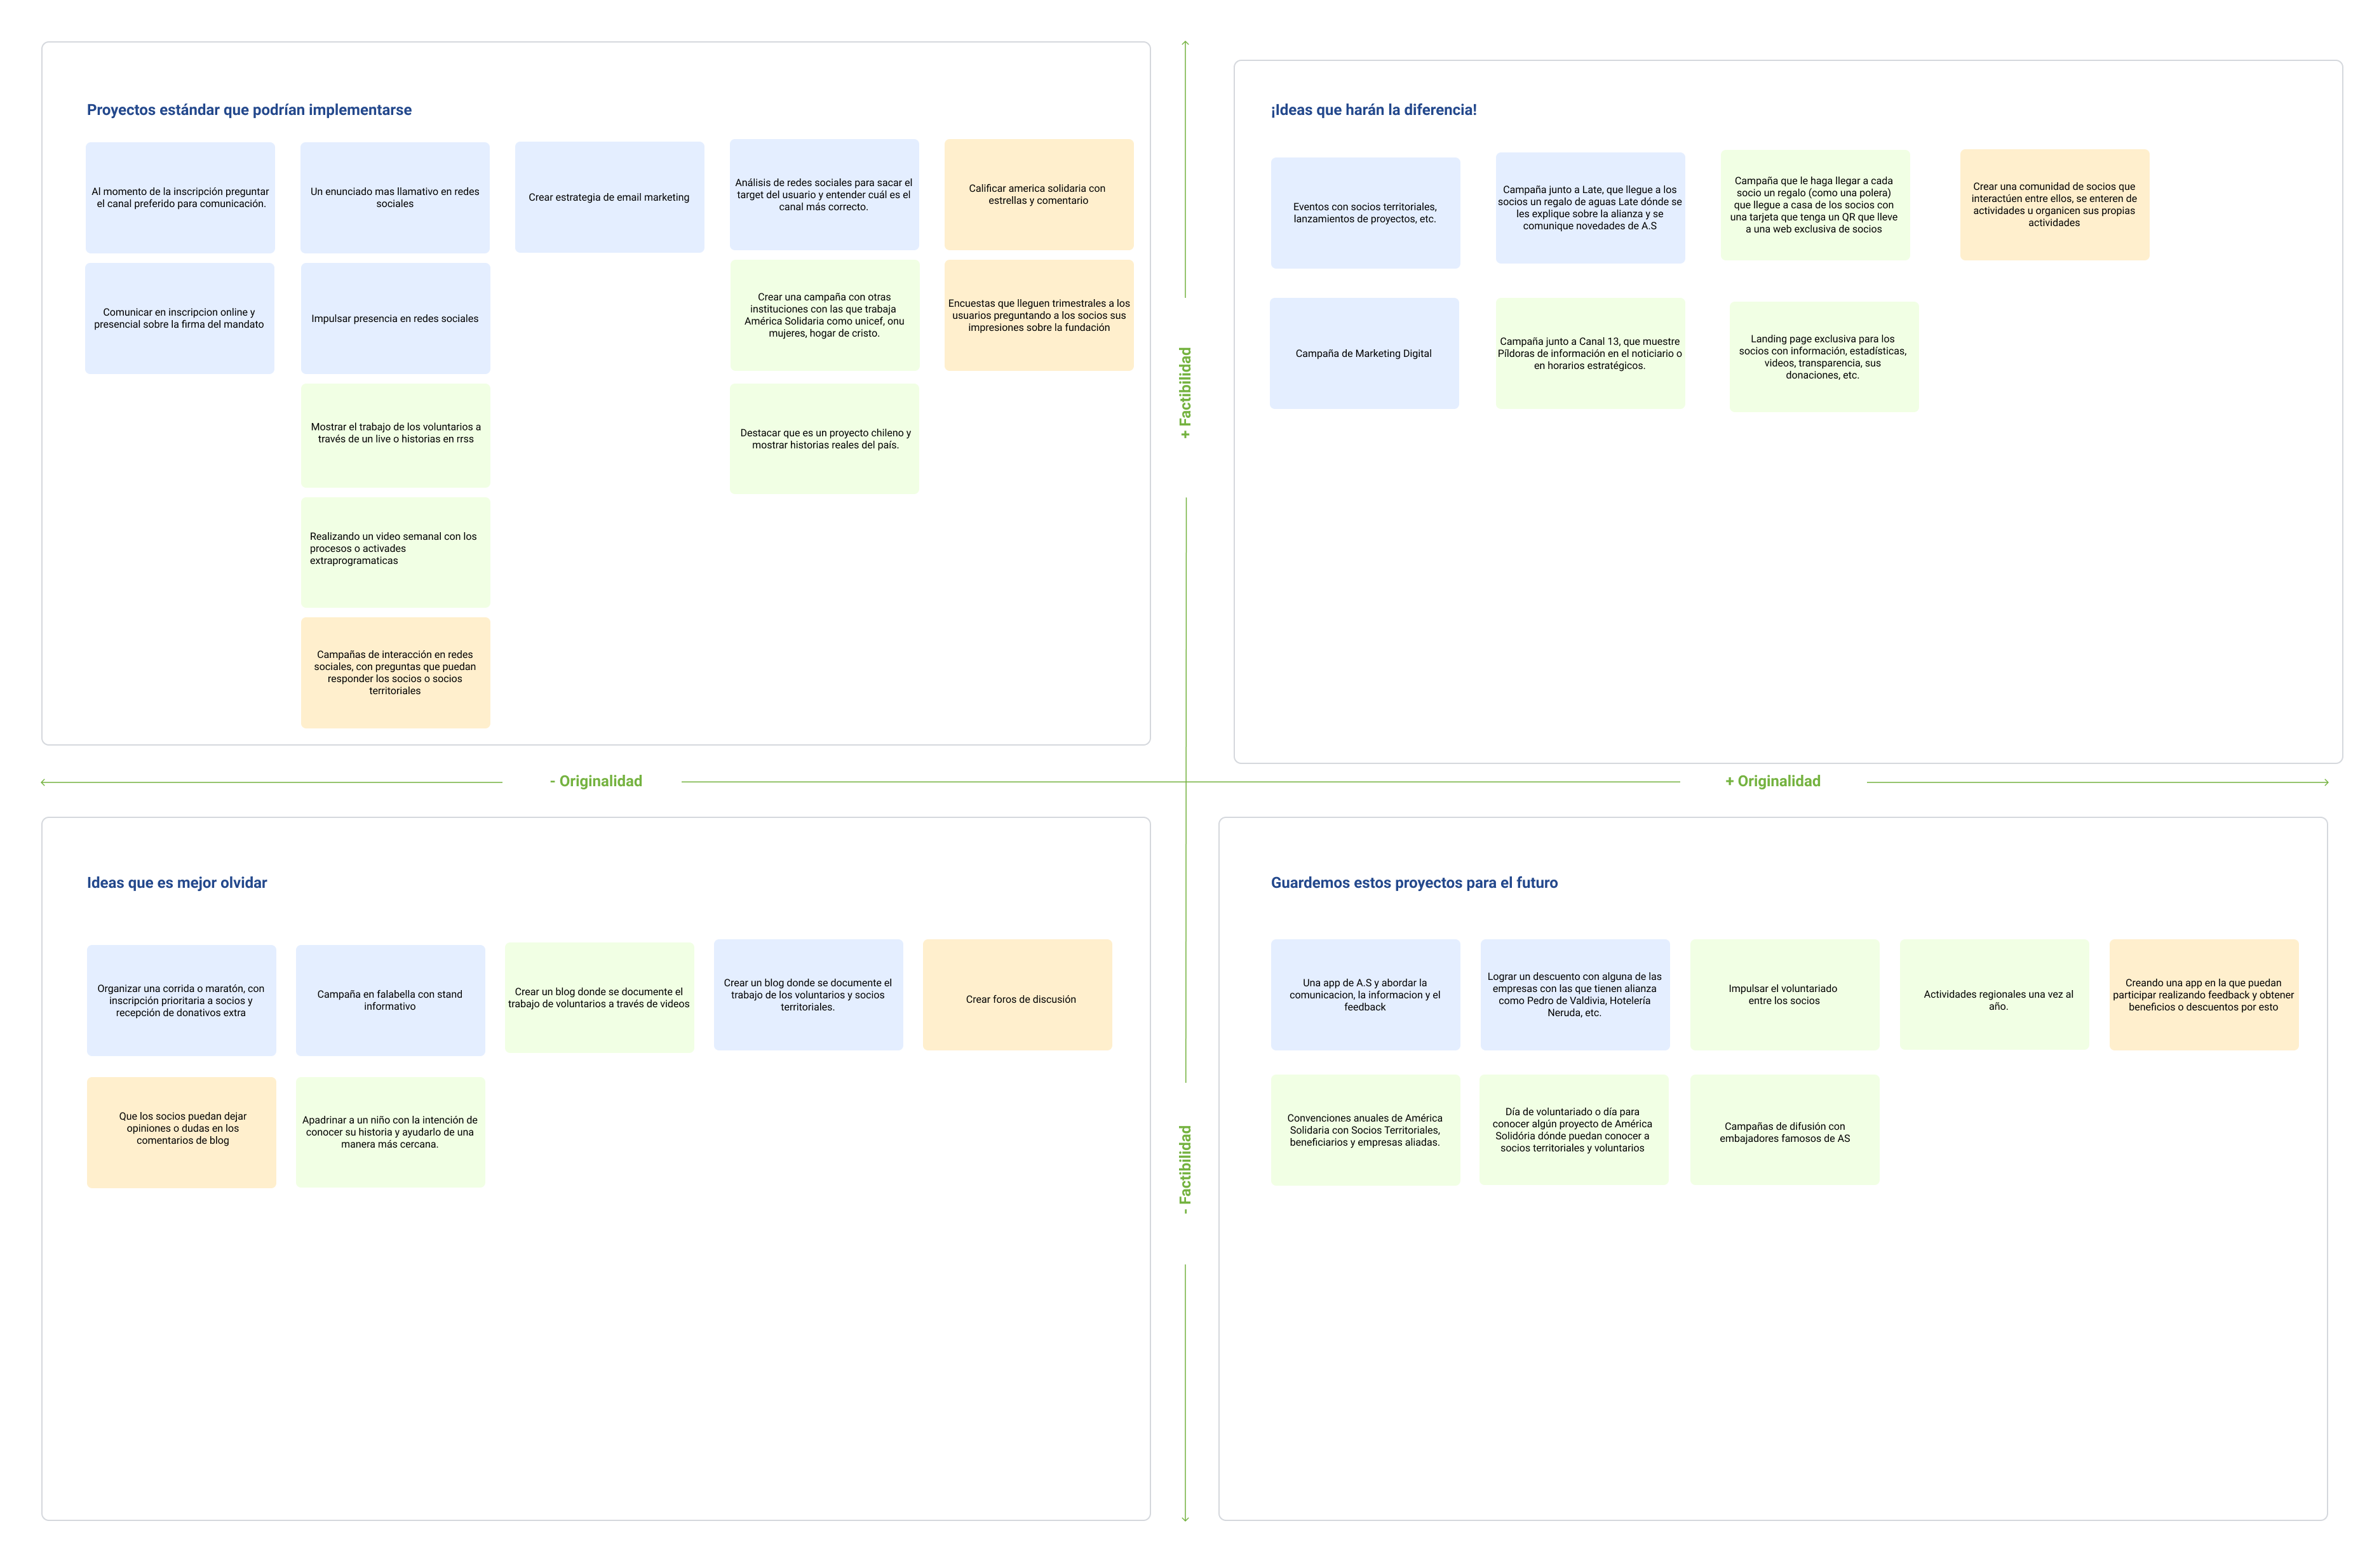 Proyectos estándar que podrían implementarse
Al momento de la inscripción preguntar
el canal preferido para comunicación.
Un enunciado mas llamativo en redes
sociales
Crear estrategia de email marketing
Análisis de redes sociales para sacar el
target del usuario y entender cuál es el
canal más correcto.
Calificar america solidaria con
estrellas y comentario
Comunicar en inscripcion online y
presencial sobre la firma del mandato
Impulsar presencia en redes sociales
Crear una campaña con otras
instituciones con las que trabaja
América Solidaria como unicef, onu
mujeres, hogar de cristo.
Encuestas que lleguen trimestrales a los
usuarios preguntando a los socios sus
impresiones sobre la fundación
Mostrar el trabajo de los voluntarios a
través de un live o historias en rrss
Destacar que es un proyecto chileno y
mostrar historias reales del país.
Realizando un video semanal con los
procesos o activades
extraprogramaticas
Campañas de interacción en redes
sociales, con preguntas que puedan
responder los socios o socios
territoriales
+ Factibilidad
¡Ideas que harán la diferencia!
Eventos con socios territoriales,
lanzamientos de proyectos, etc.
Campaña junto a Late, que llegue a los
socios un regalo de aguas Late dónde se
les explique sobre la alianza y se
comunique novedades de A.S
Campaña que le haga llegar a cada
socio un regalo (como una polera)
que llegue a casa de los socios con
una tarjeta que tenga un QR que lleve
a una web exclusiva de socios
Crear una comunidad de socios que
interactúen entre ellos, se enteren de
actividades u organicen sus propias
actividades
Campaña de Marketing Digital
Campaña junto a Canal 13, que muestre
Píldoras de información en el noticiario o
en horarios estratégicos.
Landing page exclusiva para los
socios con información, estadísticas,
videos, transparencia, sus
donaciones, etc.
- Originalidad
+ Originalidad
Ideas que es mejor olvidar
Organizar una corrida o maratón, con
inscripción prioritaria a socios y
recepción de donativos extra
Campaña en falabella con stand
informativo
Crear un blog donde se documente el
trabajo de voluntarios a través de videos
Crear un blog donde se documente el
trabajo de los voluntarios y socios
territoriales.
Crear foros de discusión
Que los socios puedan dejar
opiniones o dudas en los
comentarios de blog
Apadrinar a un niño con la intención de
conocer su historia y ayudarlo de una
manera más cercana.
- Factibilidad
Guardemos estos proyectos para el futuro
Una app de A.S y abordar la
comunicacion, la informacion y el
feedback
Lograr un descuento con alguna de las
empresas con las que tienen alianza
como Pedro de Valdivia, Hotelería
Neruda, etc.
Impulsar el voluntariado
entre los socios
Actividades regionales una vez al
año.
Creando una app en la que puedan
participar realizando feedback y obtener
beneficios o descuentos por esto
Convenciones anuales de América
Solidaria con Socios Territoriales,
beneficiarios y empresas aliadas.
Día de voluntariado o día para
conocer algún proyecto de América
Solidória dónde puedan conocer a
socios territoriales y voluntarios
Campañas de difusión con
embajadores famosos de AS